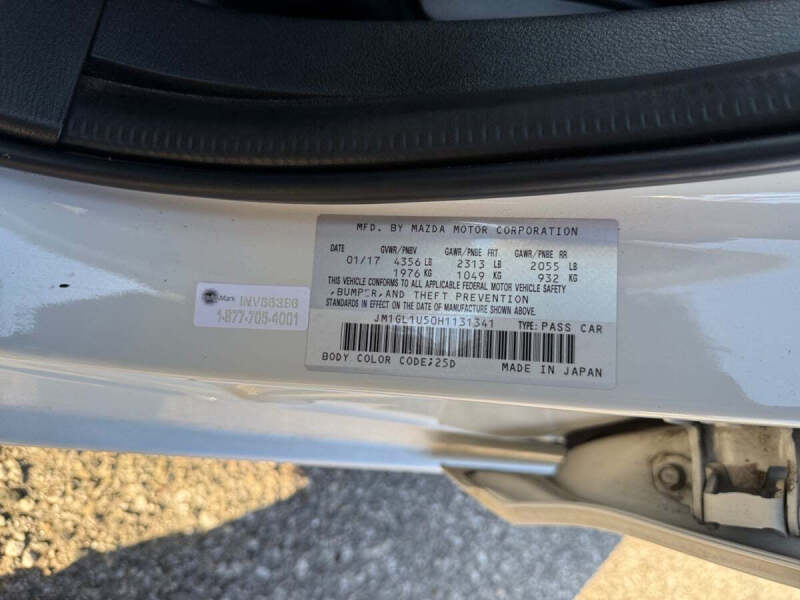 MFD. BY MAZDA MOTOR CORPORATION
DATE GVWR/PNBV GAWR/PNBE FRT GAWR/PNBE RR
01/17 4356 LB 2313 LB 2055 LB
1976 KG 1049 KG 932 KG
THIS VEHICLE CONFORMS TO ALL APPLICABLE FEDERAL MOTOR VEHICLE SAFETY
,BUMPER,AND THEFT PREVENTION
STANDARDS IN EFFECT ON THE DATE OF MANUFACTURE SHOWN ABOVE.
JM1GL1U50H1131341 TYPE: PASS CAR
BODY COLOR CODE;25D MADE IN JAPAN
1-877-705-4001